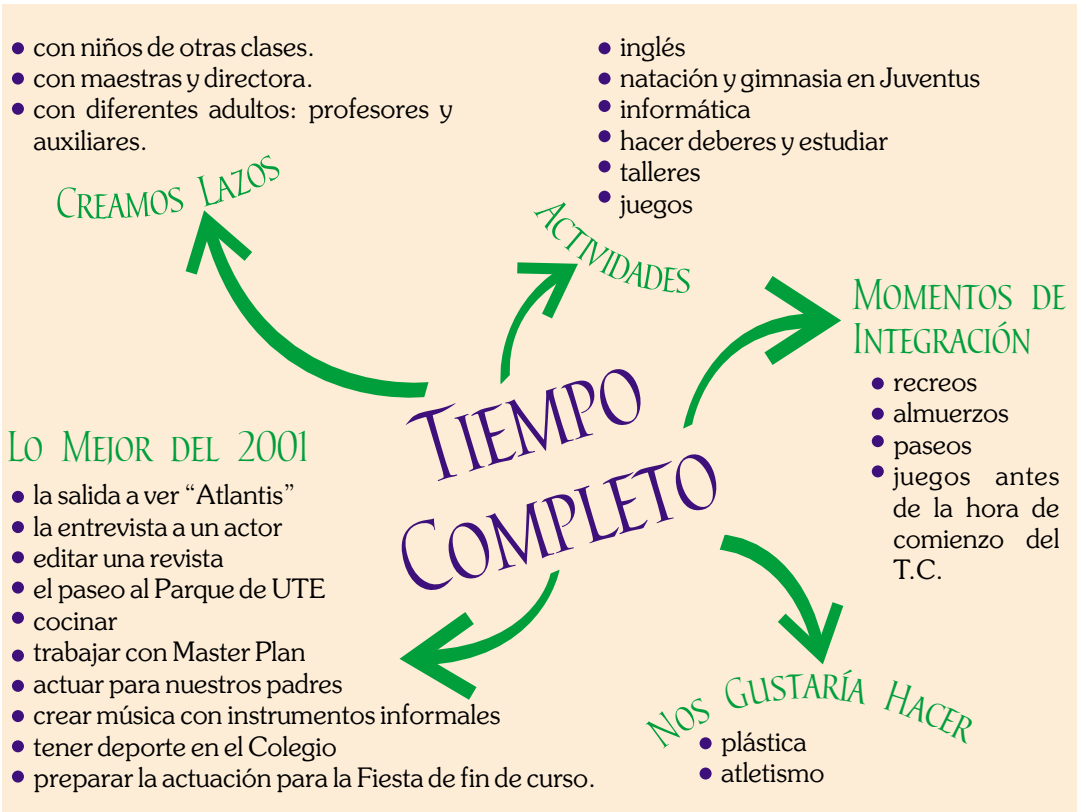 con niños de otras clases.
con maestras y directora.
con diferentes adultos: profesores y
auxiliares.
Creamos Lazos
inglés
natación y gimnasia en Juventus
informática
hacer deberes y estudiar
talleres
juegos
Actividades
Momentos de
Integración
recreos
almuerzos
paseos
juegos antes
de la hora de
comienzo del
T.C.
Tiempo
Completo
Lo Mejor del 2001
la salida a ver “Atlantis”
la entrevista a un actor
editar una revista
el paseo al Parque de UTE
cocinar
trabajar con Master Plan
actuar para nuestros padres
crear música con instrumentos informales
tener deporte en el Colegio
preparar la actuación para la Fiesta de fin de curso.
Nos Gustaría Hacer
plástica
atletismo